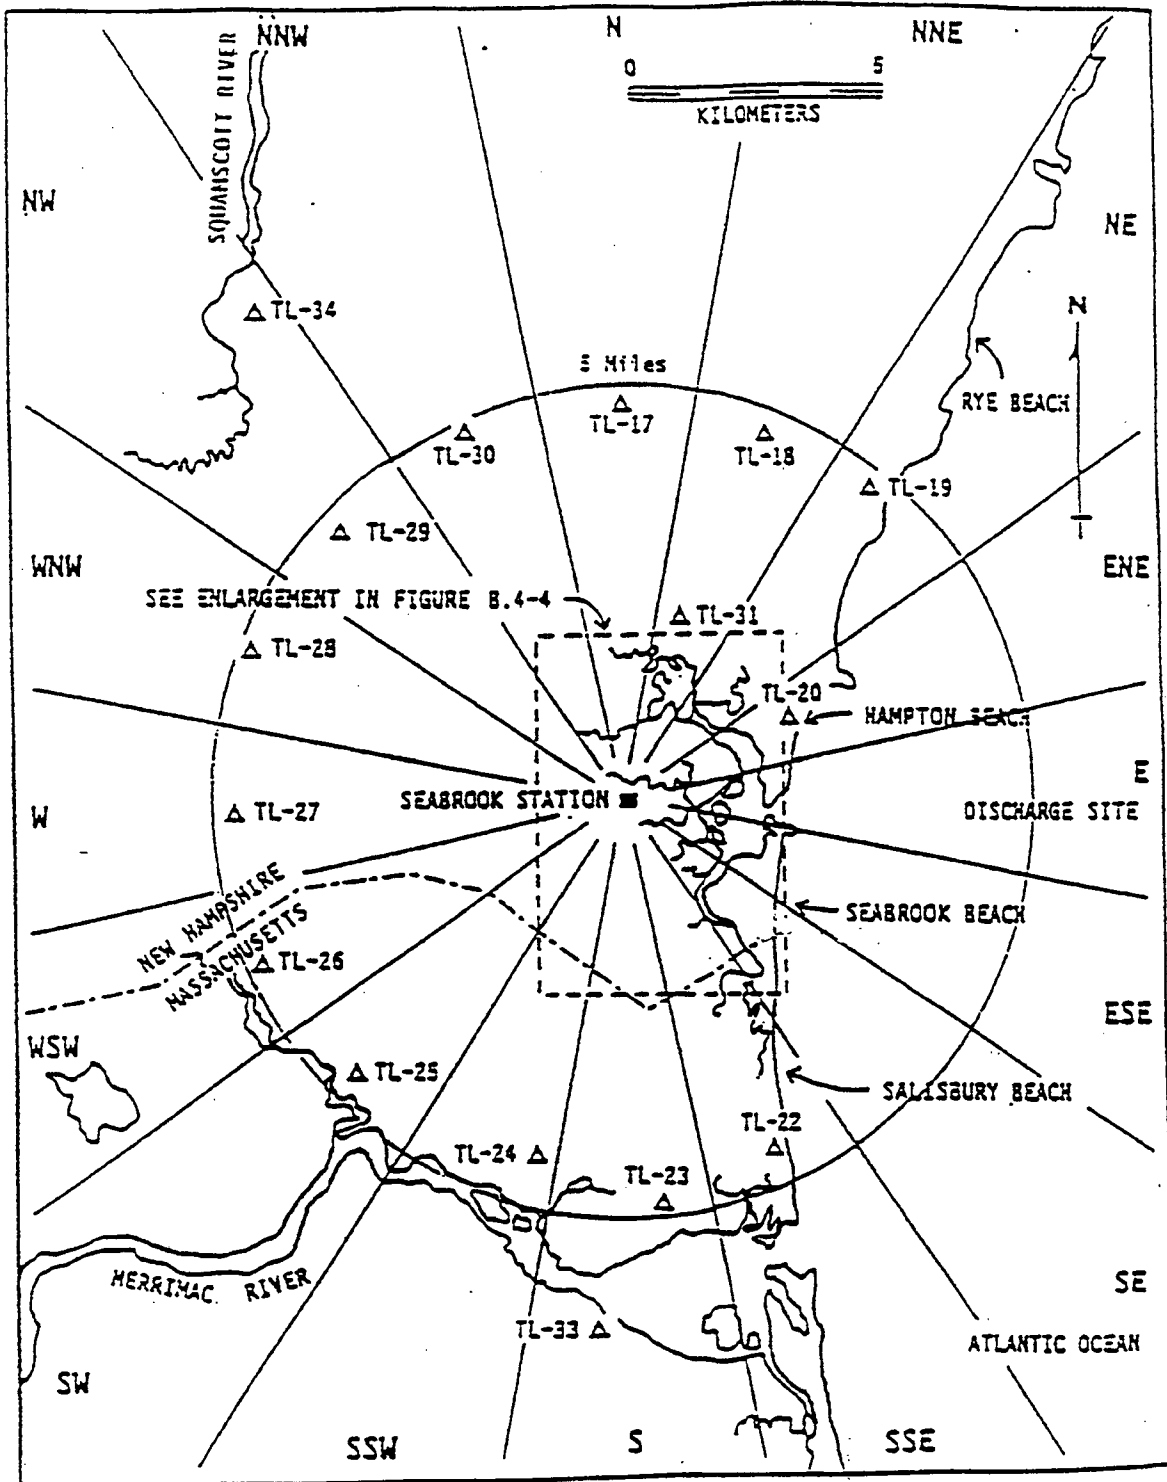 NNW
N
NNE
SQUAMSCOTT RIVER
0 5
KILOMETERS
NW
NE
N
TL-34
5 Miles
RYE BEACH
TL-17
TL-30
TL-18
TL-19
TL-29
WNW
ENE
SEE ENLARGEMENT IN FIGURE B.4-4
TL-31
TL-28
TL-20
HAMPTON BEACH
E
SEABROOK STATION
DISCHARGE SITE
W
TL-27
NEW HAMPSHIRE
MASSACHUSETTS
SEABROOK BEACH
TL-26
ESE
WSW
TL-25
SALISBURY BEACH
TL-22
TL-24
TL-23
MERRIMAC RIVER
SE
TL-33
ATLANTIC OCEAN
SW
SSW
S
SSE